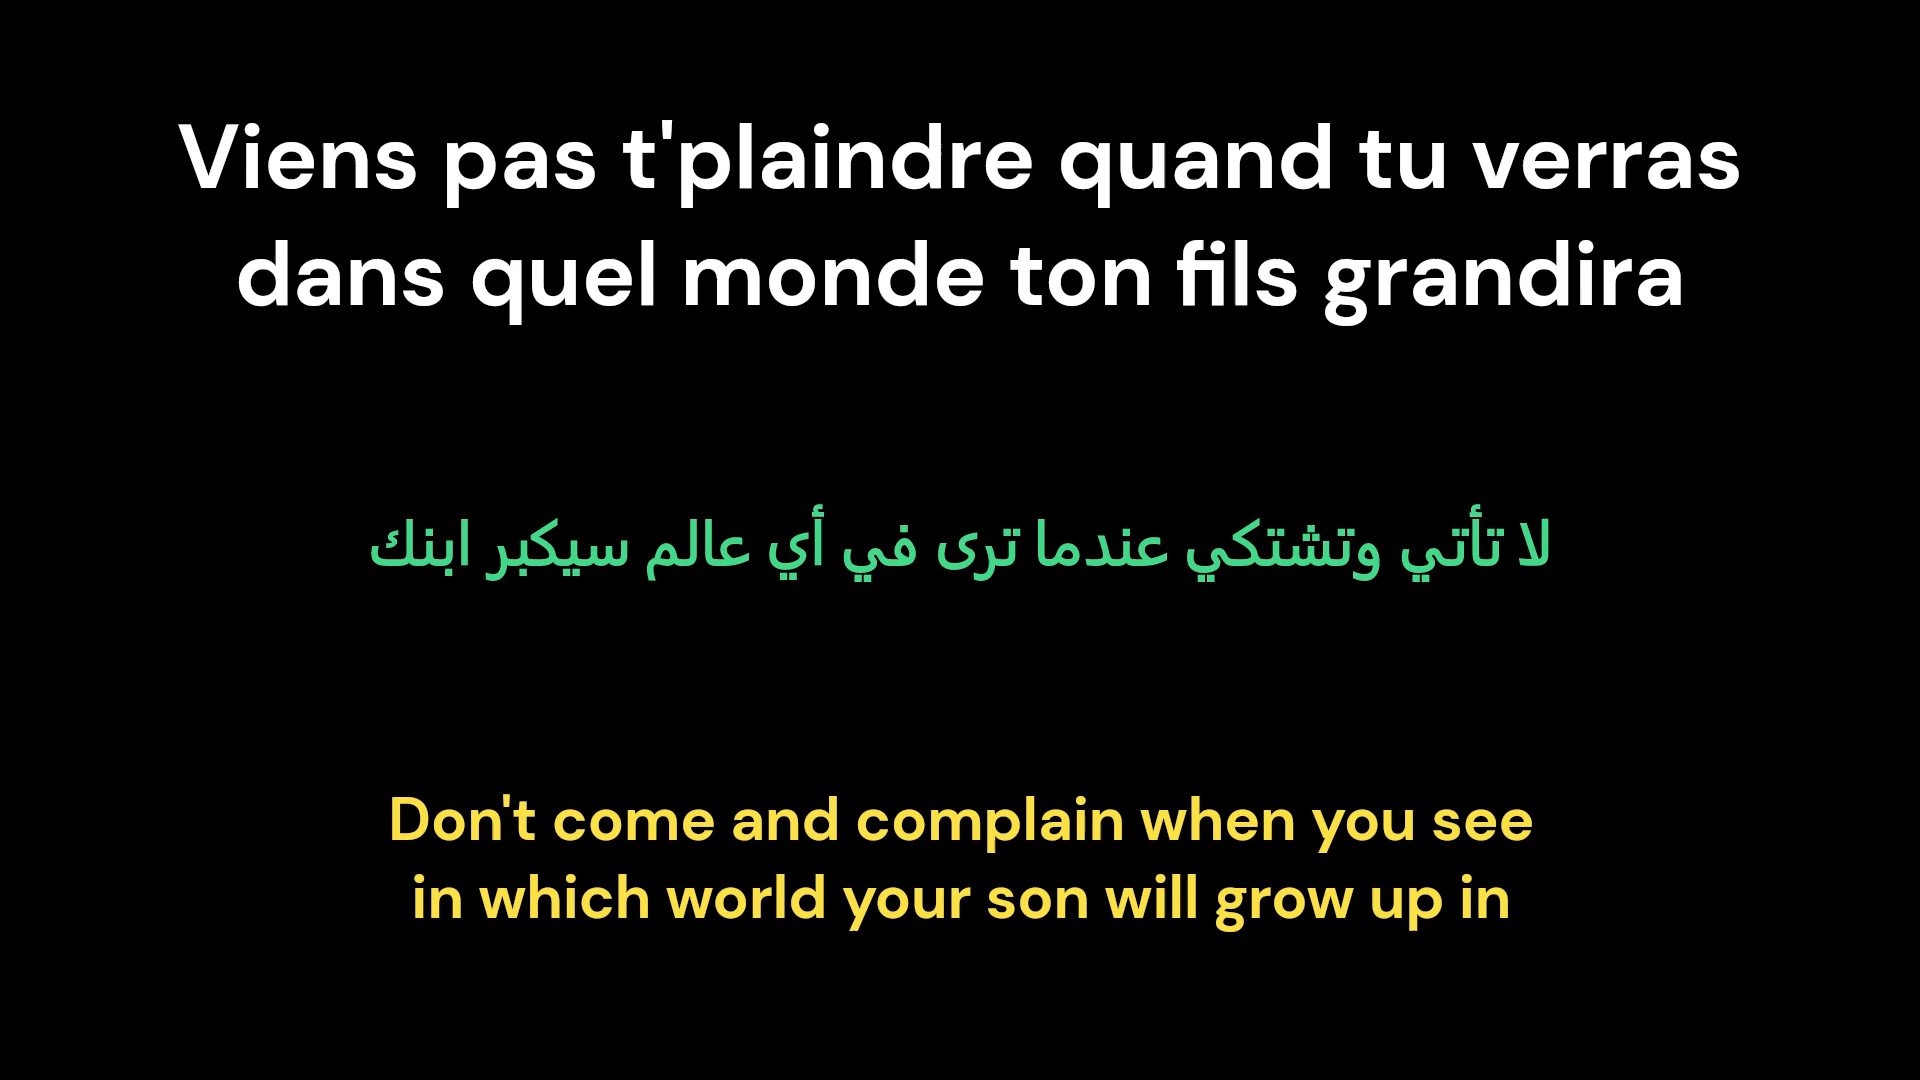 Viens pas t'plaindre quand tu verras
dans quel monde ton fils grandira
لا تأتي وتشتكي عندما ترى في أي عالم سيكبر ابنك
Don't come and complain when you see
in which world your son will grow up in